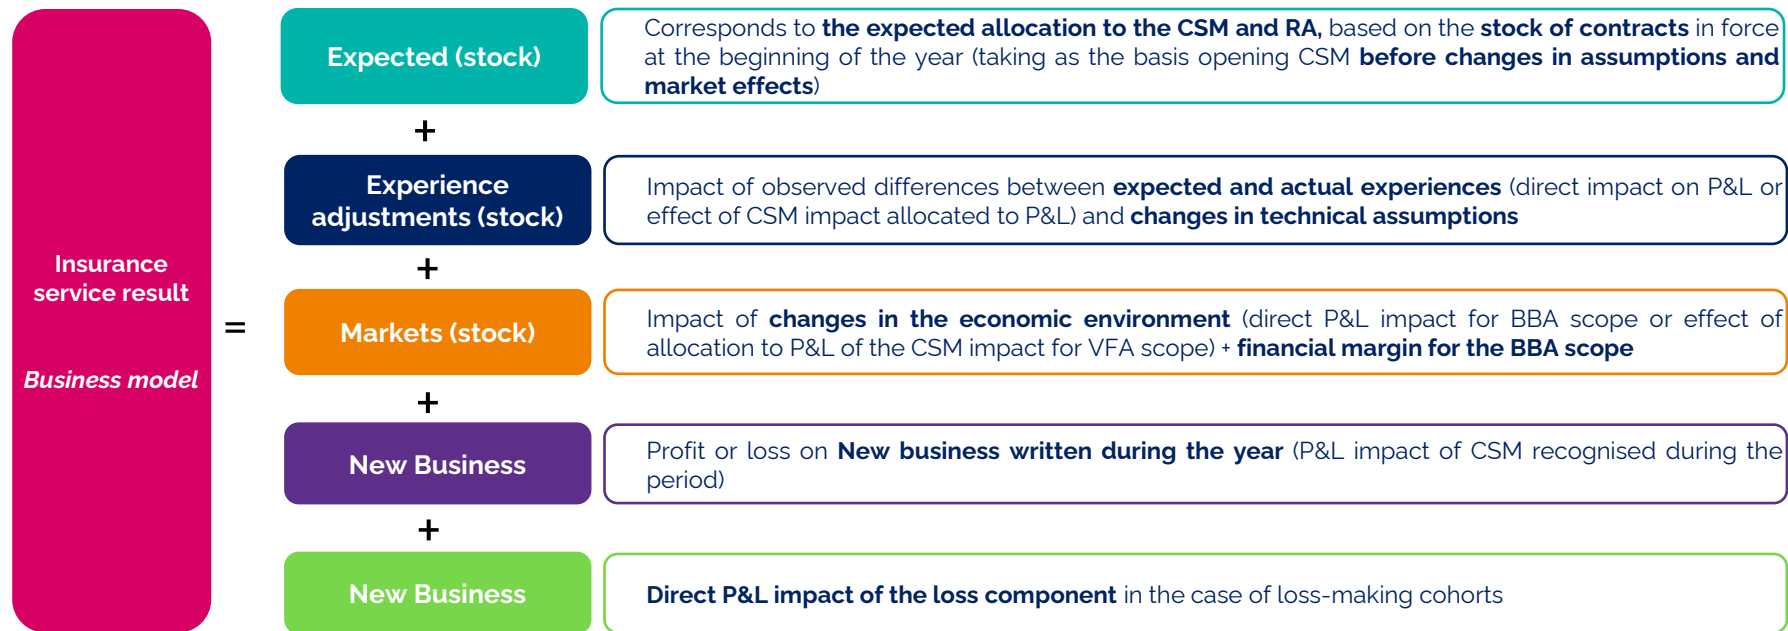 Insurance
service result
Business model
=
Expected (stock)
Corresponds to the expected allocation to the CSM and RA, based on the stock of contracts in force
at the beginning of the year (taking as the basis opening CSM before changes in assumptions and
market effects)
+
Experience
adjustments (stock)
Impact of observed differences between expected and actual experiences (direct impact on P&L or
effect of CSM impact allocated to P&L) and changes in technical assumptions
+
Markets (stock)
Impact of changes in the economic environment (direct P&L impact for BBA scope or effect of
allocation to P&L of the CSM impact for VFA scope) + financial margin for the BBA scope
+
New Business
Profit or loss on New business written during the year (P&L impact of CSM recognised during the
period)
+
New Business
Direct P&L impact of the loss component in the case of loss-making cohorts